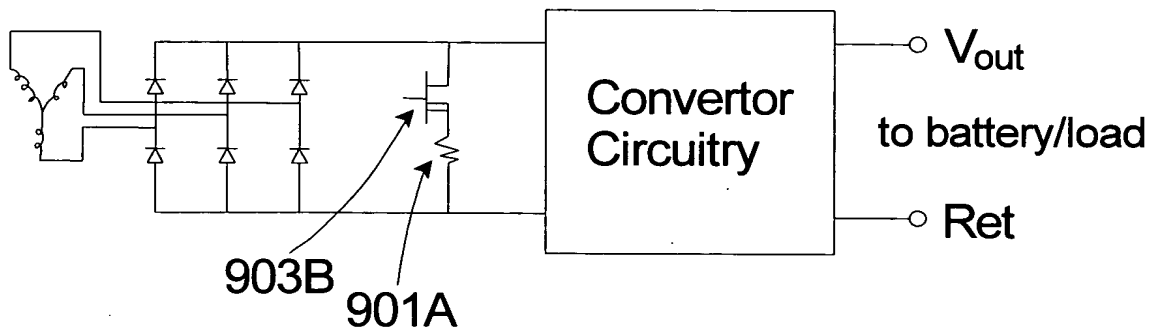 Convertor
Circuitry
Vout
to battery/load
Ret
903B
901A